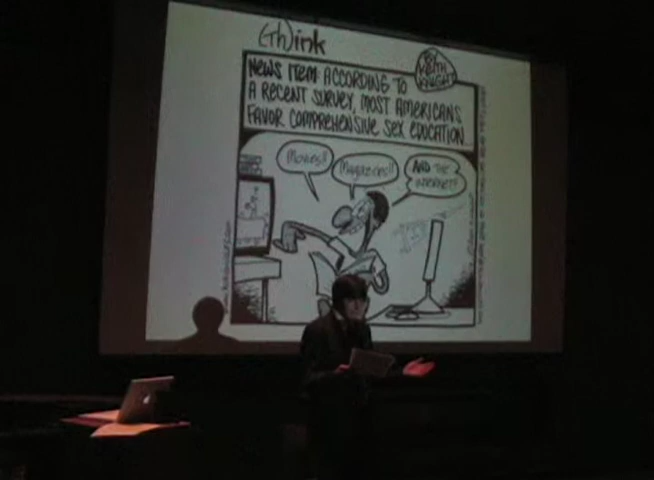 (Th)ink
BY
KEITH
KNIGHT
NEWS ITEM: ACCORDING TO
A RECENT SURVEY, MOST AMERICANS
FAVOR COMPREHENSIVE SEX EDUCATION
Movies!!
Magazines!!
AND THE
INTERNET!!